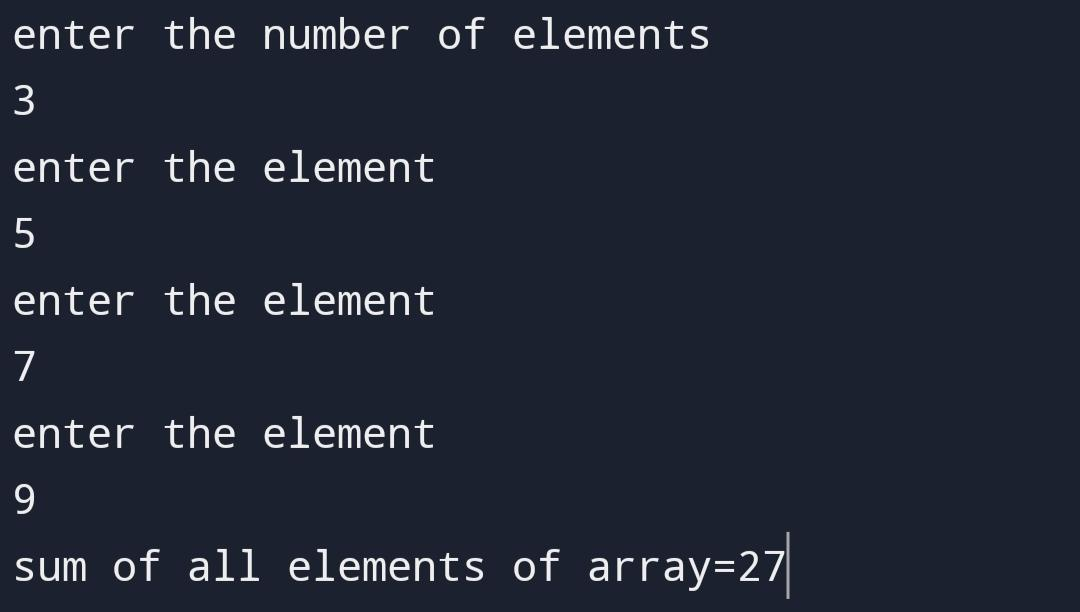 enter the number of elements
3
enter the element
5
enter the element
7
enter the element
9
sum of all elements of array=27